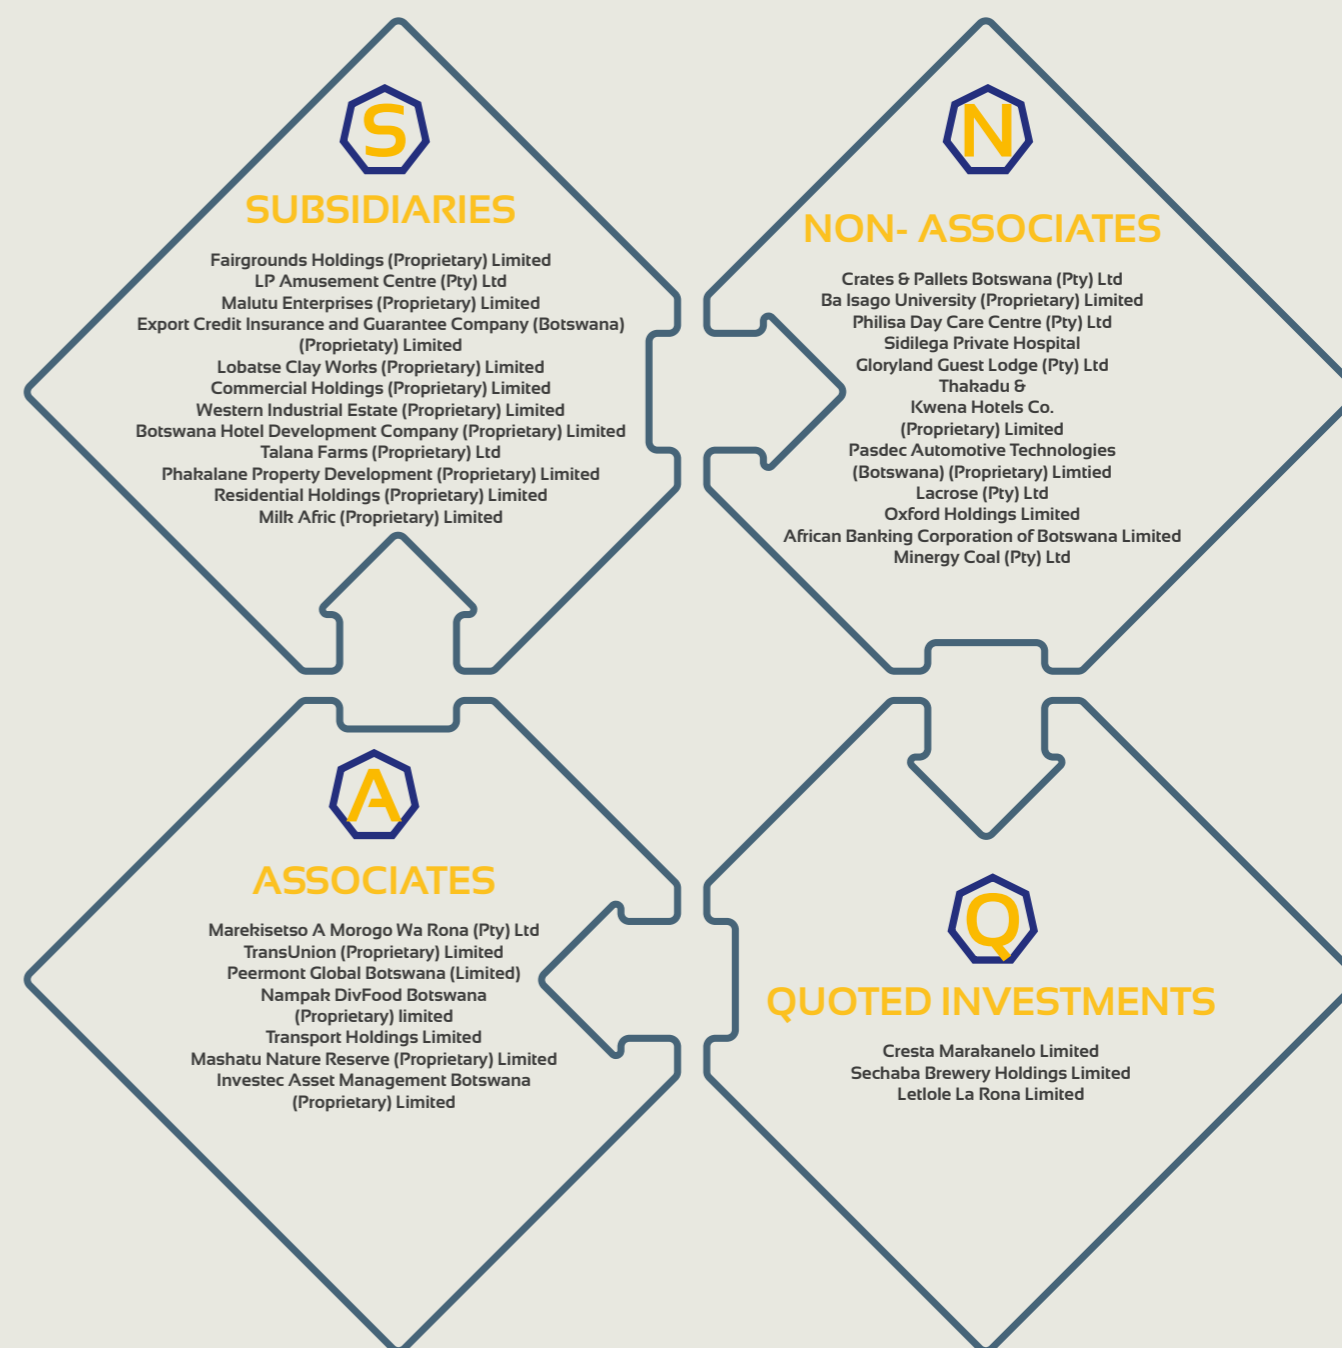 S
SUBSIDIARIES
Fairgrounds Holdings (Proprietary) Limited
LP Amusement Centre (Pty) Ltd
Malutu Enterprises (Proprietary) Limited
Export Credit Insurance and Guarantee Company (Botswana)
(Proprietaty) Limited
Lobatse Clay Works (Proprietary) Limited
Commercial Holdings (Proprietary) Limited
Western Industrial Estate (Proprietary) Limited
Botswana Hotel Development Company (Proprietary) Limited
Talana Farms (Proprietary) Ltd
Phakalane Property Development (Proprietary) Limited
Residential Holdings (Proprietary) Limited
Milk Afric (Proprietary) Limited
N
NON- ASSOCIATES
Crates & Pallets Botswana (Pty) Ltd
Ba Isago University (Proprietary) Limited
Philisa Day Care Centre (Pty) Ltd
Sidilega Private Hospital
Gloryland Guest Lodge (Pty) Ltd
Thakadu &
Kwena Hotels Co.
(Proprietary) Limited
Pasdec Automotive Technologies
(Botswana) (Proprietary) Limtied
Lacrose (Pty) Ltd
Oxford Holdings Limited
African Banking Corporation of Botswana Limited
Minergy Coal (Pty) Ltd
A
ASSOCIATES
Marekisetso A Morogo Wa Rona (Pty) Ltd
TransUnion (Proprietary) Limited
Peermont Global Botswana (Limited)
Nampak DivFood Botswana
(Proprietary) limited
Transport Holdings Limited
Mashatu Nature Reserve (Proprietary) Limited
Investec Asset Management Botswana
(Proprietary) Limited
Q
QUOTED INVESTMENTS
Cresta Marakanelo Limited
Sechaba Brewery Holdings Limited
Letlole La Rona Limited